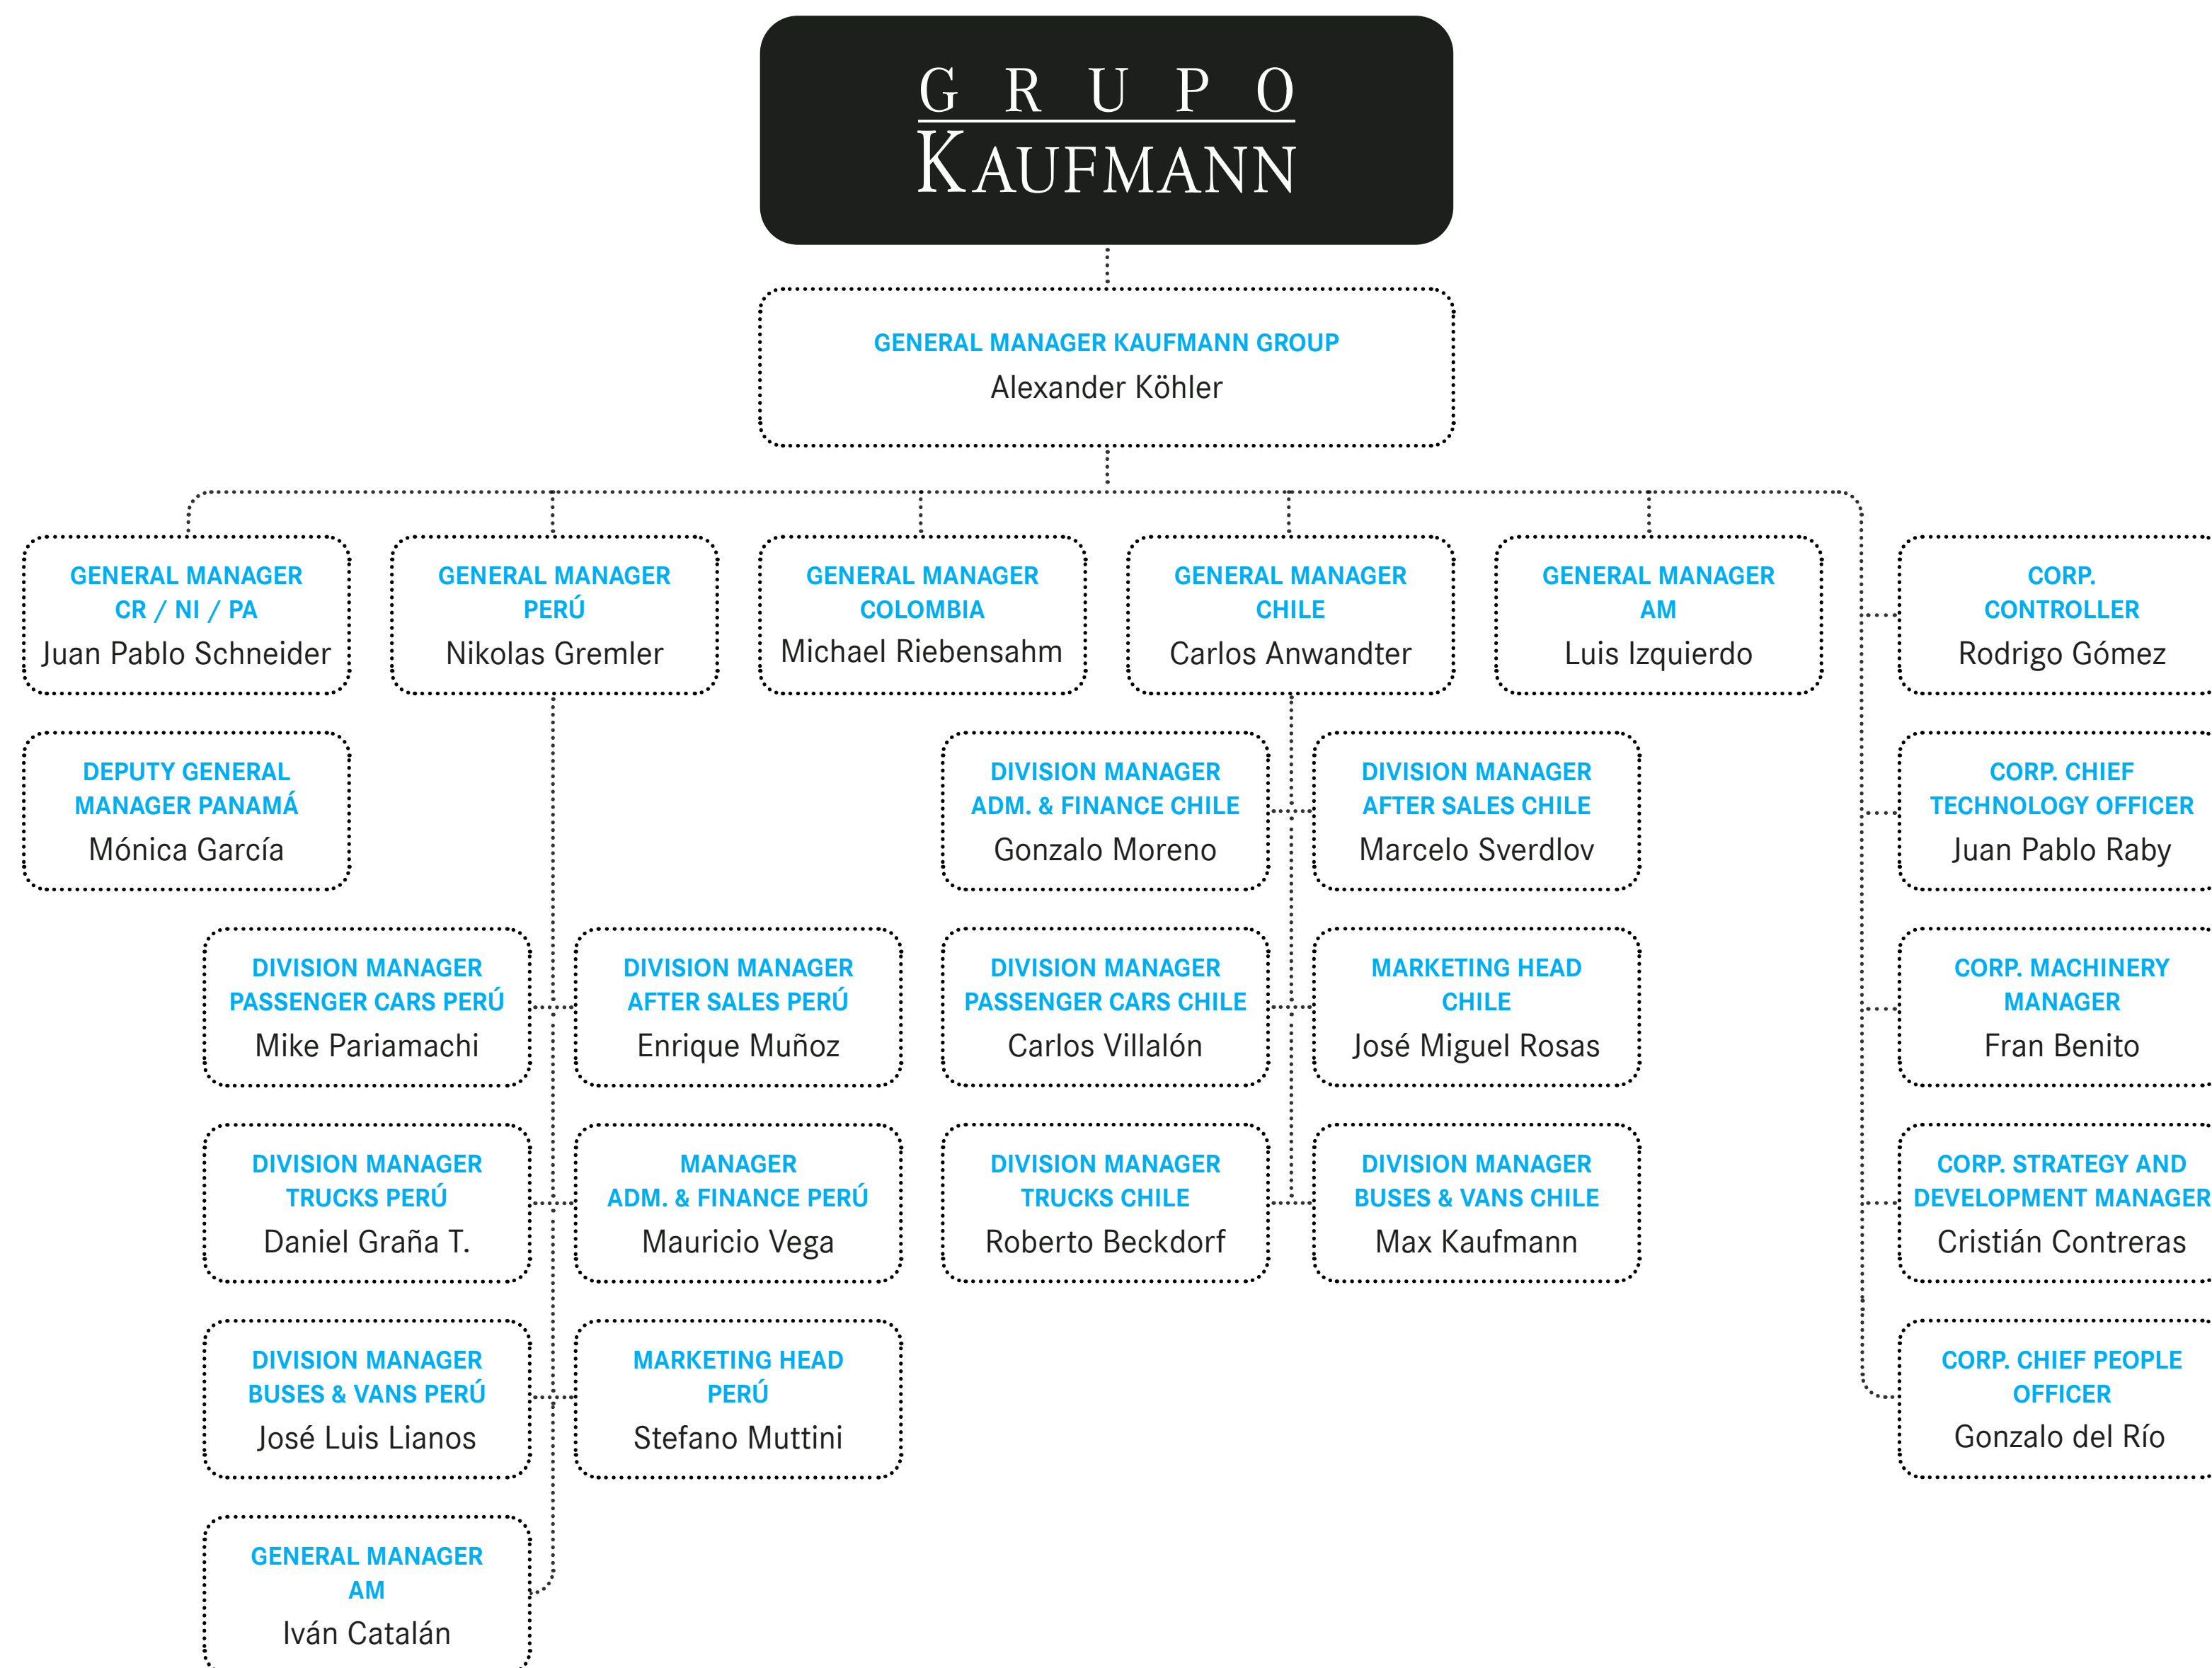 GRUPO
KAUFMANN
GENERAL MANAGER KAUFMANN GROUP
Alexander Köhler
GENERAL MANAGER
CR / NI / PA
Juan Pablo Schneider
GENERAL MANAGER
PERÚ
Nikolas Gremler
GENERAL MANAGER
COLOMBIA
Michael Riebensahm
GENERAL MANAGER
CHILE
Carlos Anwandter
GENERAL MANAGER
AM
Luis Izquierdo
CORP.
CONTROLLER
Rodrigo Gómez
DEPUTY GENERAL
MANAGER PANAMÁ
Mónica García
DIVISION MANAGER
ADM. & FINANCE CHILE
Gonzalo Moreno
DIVISION MANAGER
AFTER SALES CHILE
Marcelo Sverdlov
CORP. CHIEF
TECHNOLOGY OFFICER
Juan Pablo Raby
DIVISION MANAGER
PASSENGER CARS PERÚ
Mike Pariamachi
DIVISION MANAGER
AFTER SALES PERÚ
Enrique Muñoz
DIVISION MANAGER
PASSENGER CARS CHILE
Carlos Villalón
MARKETING HEAD
CHILE
José Miguel Rosas
CORP. MACHINERY
MANAGER
Fran Benito
DIVISION MANAGER
TRUCKS PERÚ
Daniel Graña T.
MANAGER
ADM. & FINANCE PERÚ
Mauricio Vega
DIVISION MANAGER
TRUCKS CHILE
Roberto Beckdorf
DIVISION MANAGER
BUSES & VANS CHILE
Max Kaufmann
CORP. STRATEGY AND
DEVELOPMENT MANAGER
Cristián Contreras
DIVISION MANAGER
BUSES & VANS PERÚ
José Luis Lianos
MARKETING HEAD
PERÚ
Stefano Muttini
CORP. CHIEF PEOPLE
OFFICER
Gonzalo del Río
GENERAL MANAGER
AM
Iván Catalán